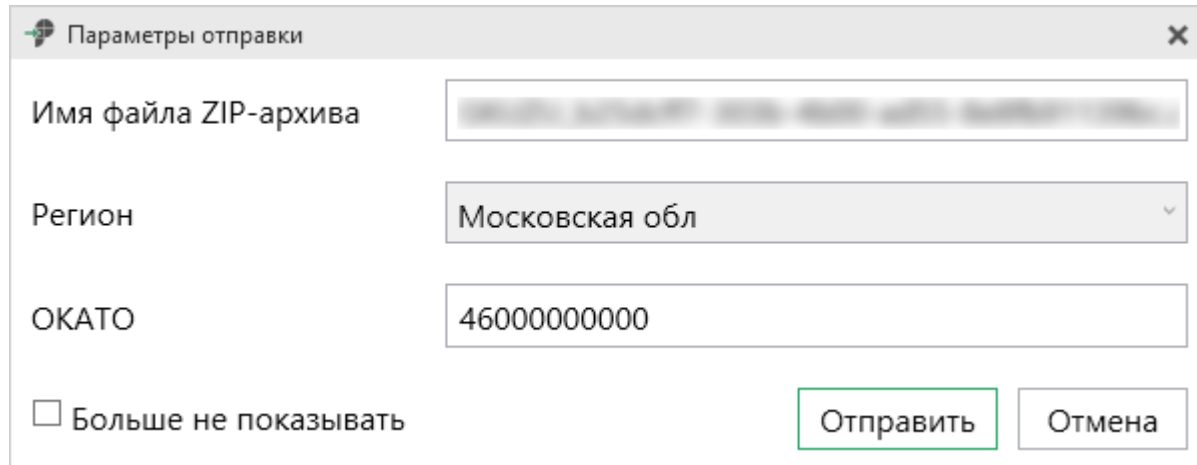 Параметры отправки
Имя файла ZIP-архива
Регион
Московская обл
ОКАТО
46000000000
Больше не показывать
Отправить
Отмена